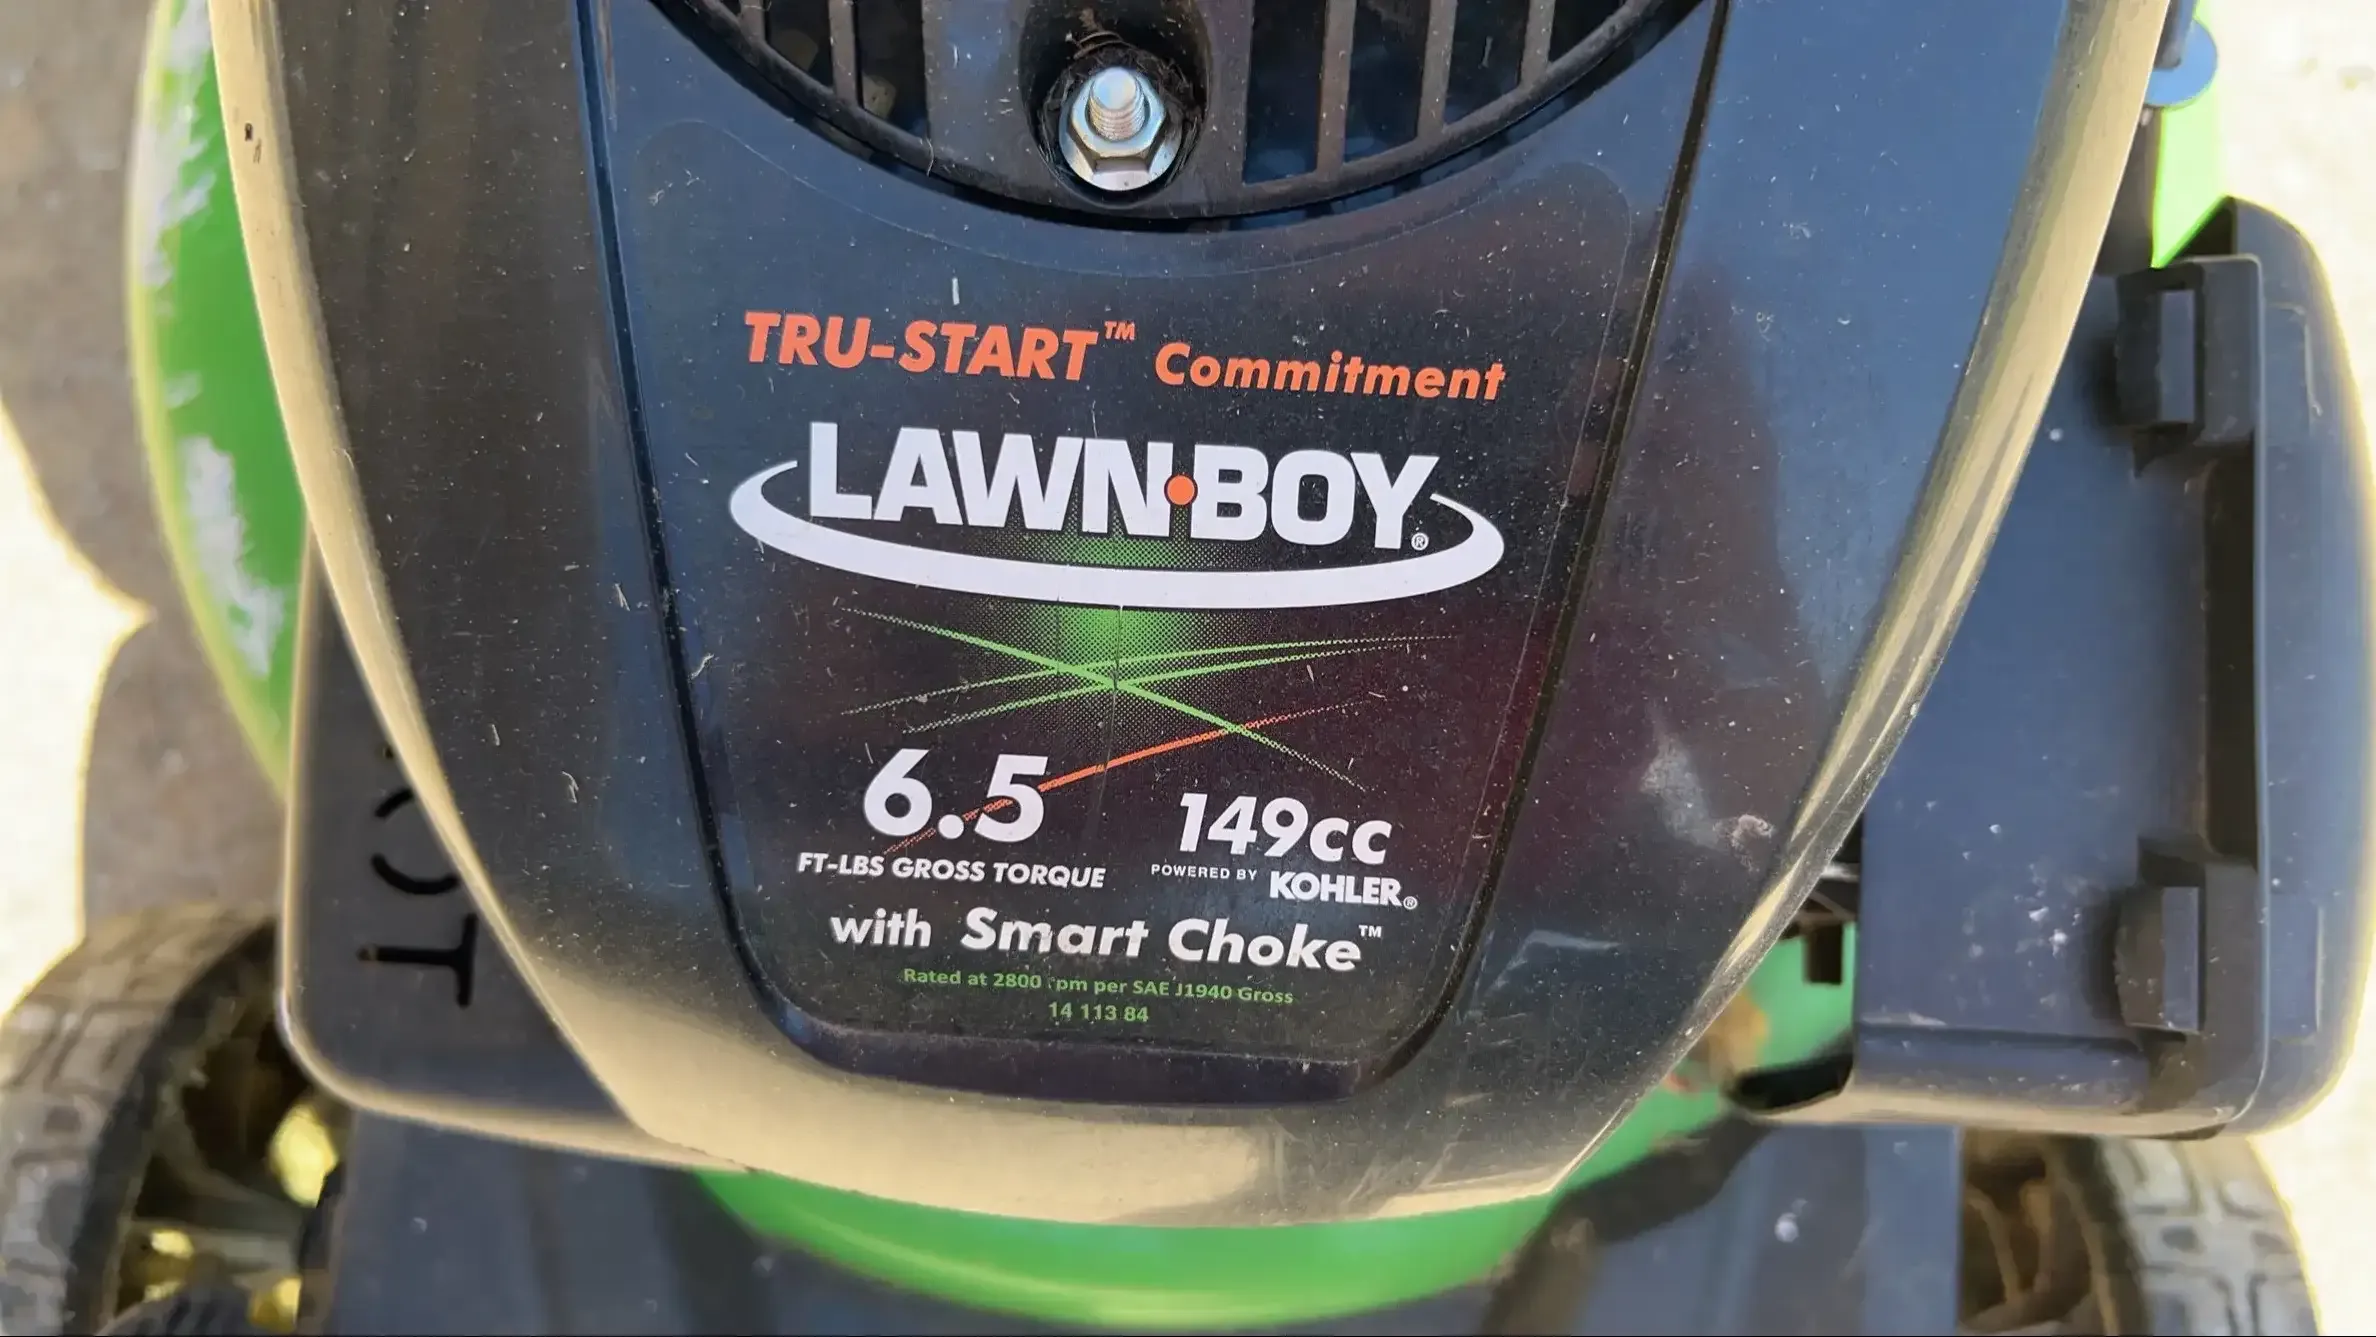 TRU-START™ Commitment
LAWN•BOY®
6.5
FT-LBS GROSS TORQUE
149cc
POWERED BY KOHLER®
with Smart Choke™
Rated at 2800 rpm per SAE J1940 Gross
14 113 84